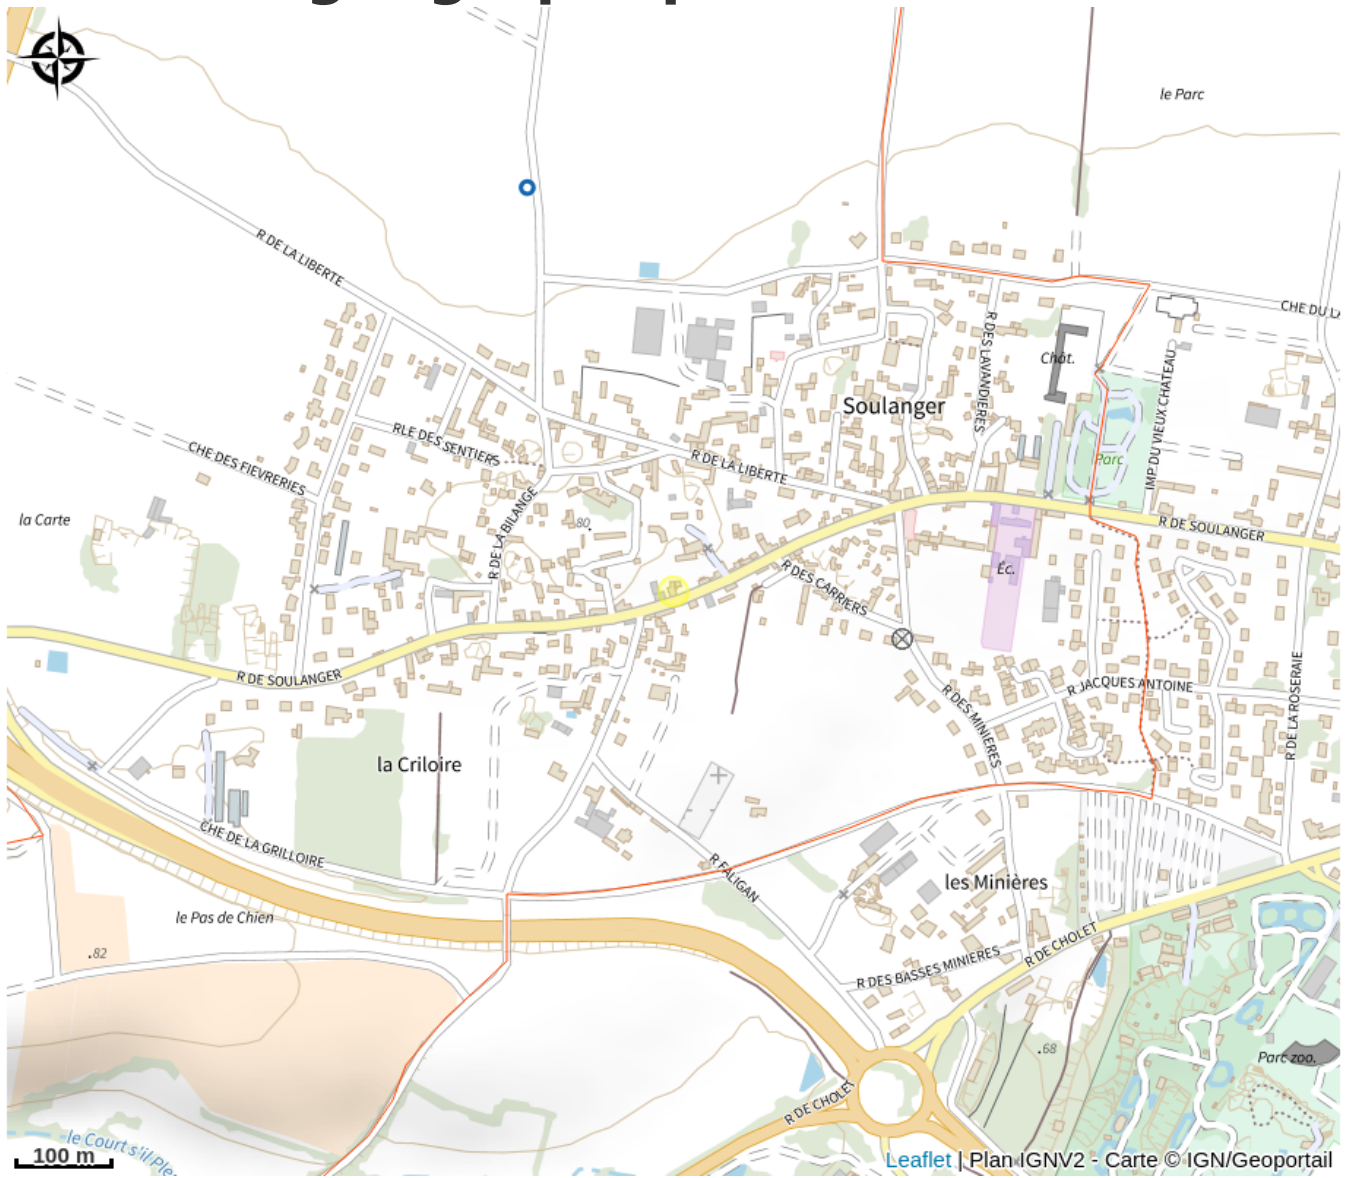 le Parc
R DE LA LIBERTE
CHE DU L
R DES LAVANDIERES
Chât.
IMP DU VIEUX CHATEAU
Soulanger
RLE DES SENTIERS
R DE LA LIBERTE
CHE DES FIEVRERIES
Parc
R DE LA BILANGE
la Carte
80
R DE SOULANGER
R DES CARRIERS
Éc.
R DE SOULANGER
R JACQUES ANTOINE
R DES MINIERES
R DE LA ROSERAIE
la Criloire
CHE DE LA GRILLOIRE
R FALIGAN
les Minières
le Pas de Chien
.82
R DE CHOLET
R DES BASSES MINIERES
.68
Parc zoo.
R DE CHOLET
le Court s'il Ple
100 m
Leaflet | Plan IGNV2 - Carte © IGN/Geoportail